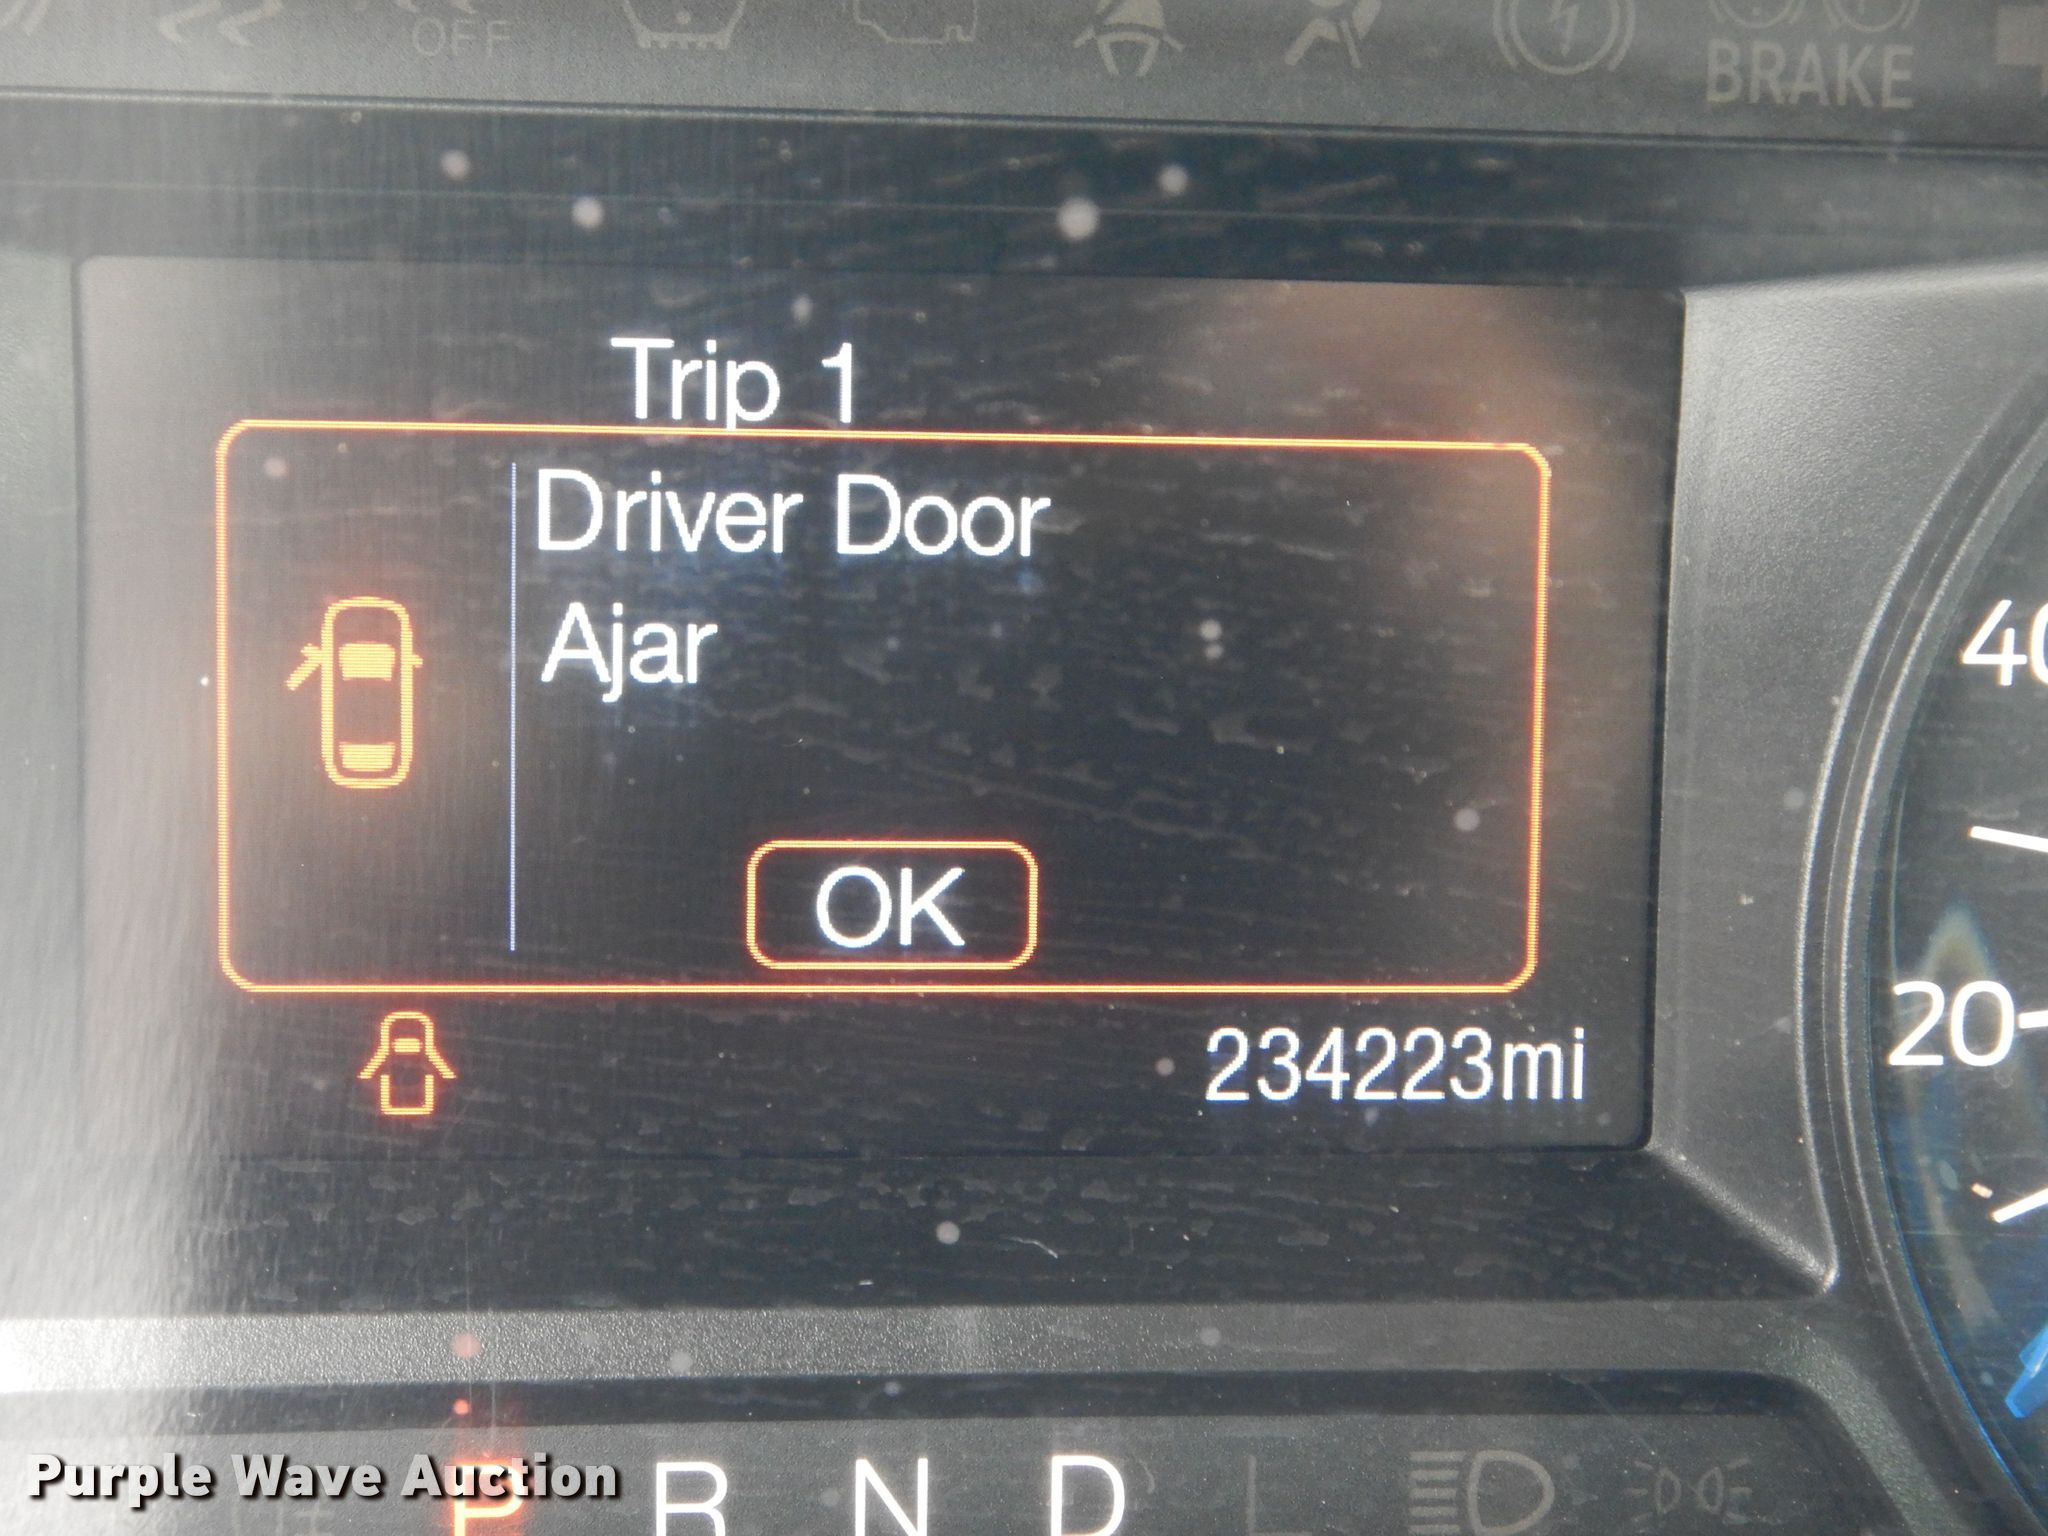 OFF
BRAKE
Trip 1
Driver Door
Ajar
OK
234223mi
40
20
P R N D L
Purple Wave Auction